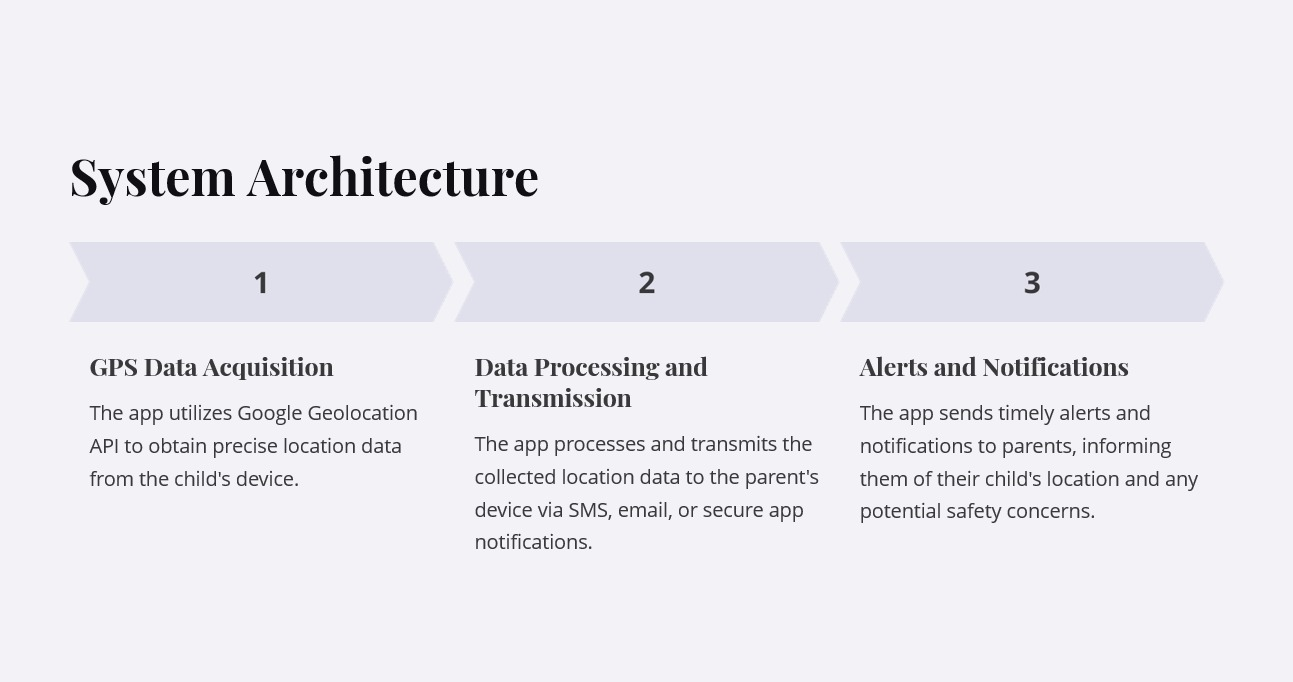 System Architecture
1
2
3
GPS Data Acquisition
The app utilizes Google Geolocation
API to obtain precise location data
from the child's device.
Data Processing and
Transmission
The app processes and transmits the
collected location data to the parent's
device via SMS, email, or secure app
notifications.
Alerts and Notifications
The app sends timely alerts and
notifications to parents, informing
them of their child's location and any
potential safety concerns.